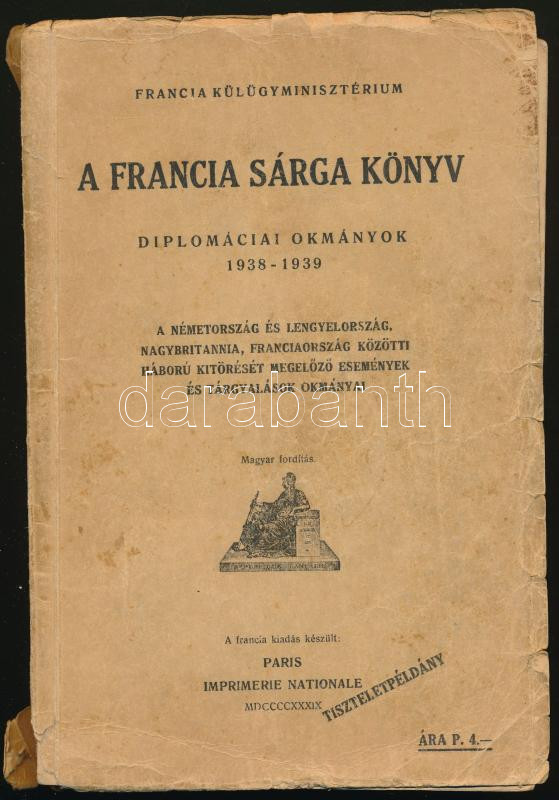 FRANCIA KÜLÜGYMINISZTÉRIUM
A FRANCIA SÁRGA KÖNYV
DIPLOMÁCIAI OKMÁNYOK
1938-1939
A NÉMETORSZÁG ÉS LENGYELORSZÁG,
NAGYBRITANNIA, FRANCIAORSZÁG KÖZÖTTI
HÁBORÚ KITÖRÉSÉT MEGELŐZŐ ESEMÉNYEK
ÉS TÁRGYALÁSOK OKMÁNYAI
darabanth
Magyar fordítás.
A francia kiadás készült:
PARIS
IMPRIMERIE NATIONALE
MDCCCCXXXIX
TISZTELETPÉLDÁNY
ÁRA P. 4.—